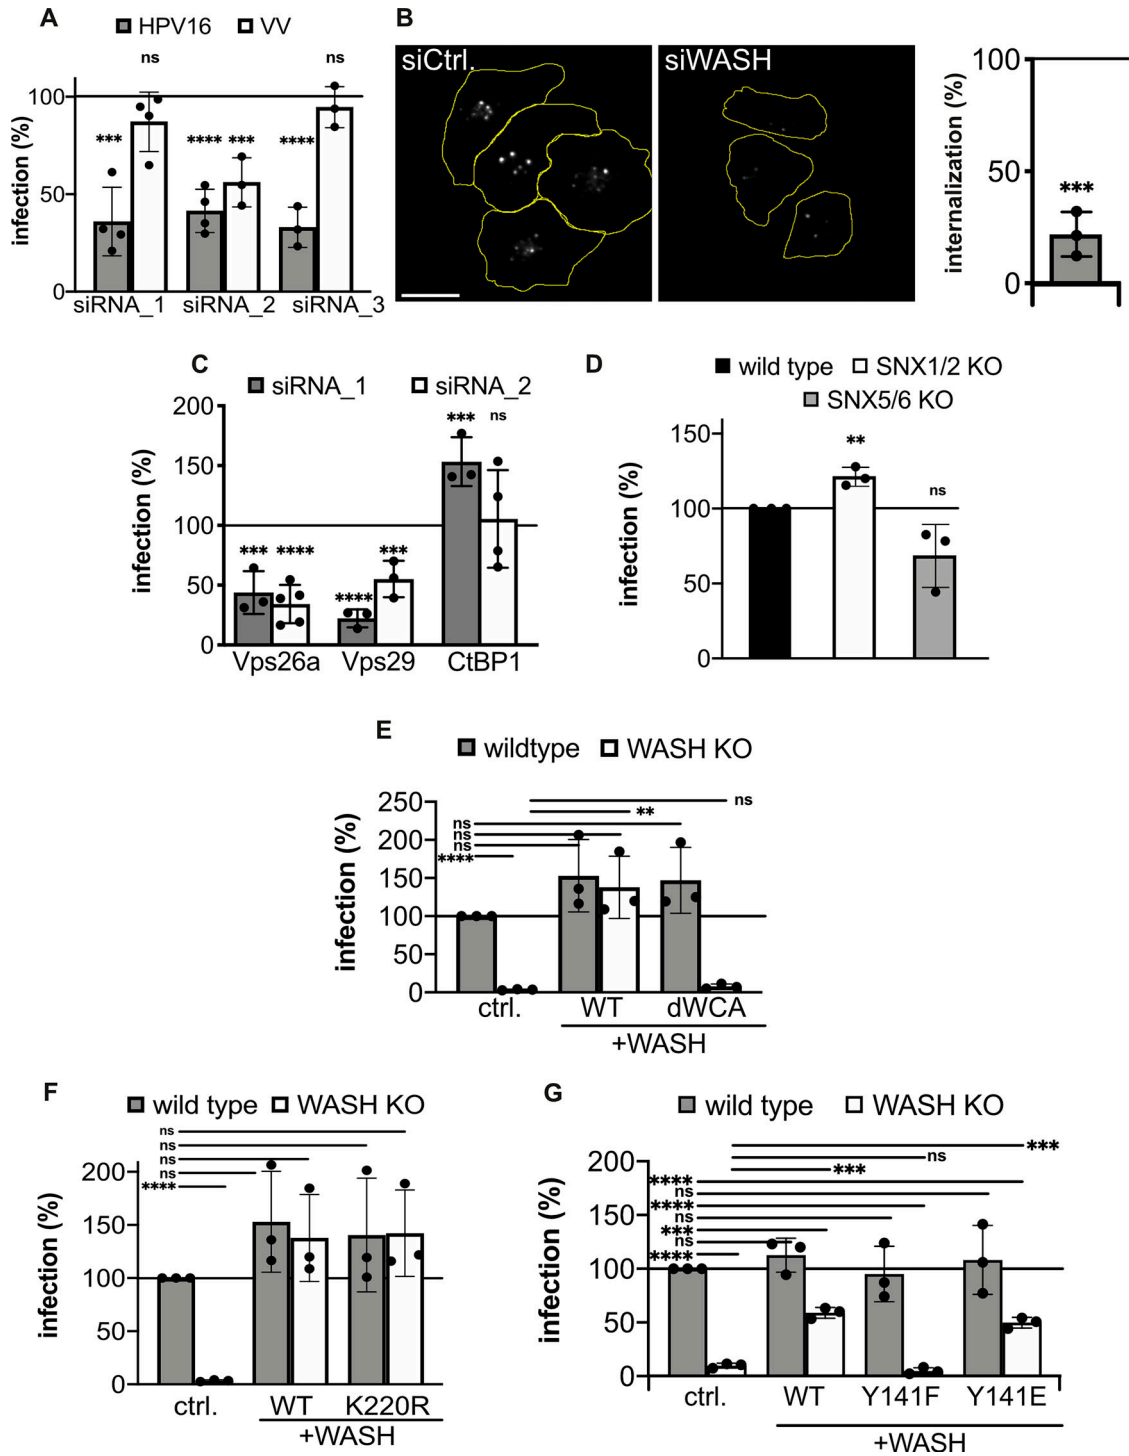 A
HPV16 VV
infection (%)
100
50
0
*** ns **** *** **** ns
siRNA_1 siRNA_2 siRNA_3
B
siCtrl. siWASH
internalization (%)
100
50
0
***
C
siRNA_1 siRNA_2
infection (%)
200
150
100
50
0
*** **** **** *** *** ns
Vps26a Vps29 CtBP1
D
wild type SNX1/2 KO
SNX5/6 KO
infection (%)
150
100
50
0
** ns
E
wildtype WASH KO
infection (%)
250
200
150
100
50
0
ns
**
ns
ns
ns
****
ctrl. WT dWCA
+WASH
F
wild type WASH KO
infection (%)
200
150
100
50
0
ns
ns
ns
ns
****
ctrl. WT K220R
+WASH
G
wild type WASH KO
infection (%)
200
150
100
50
0
***
ns
***
****
ns
****
ns
***
ns
****
ctrl. WT Y141F Y141E
+WASH